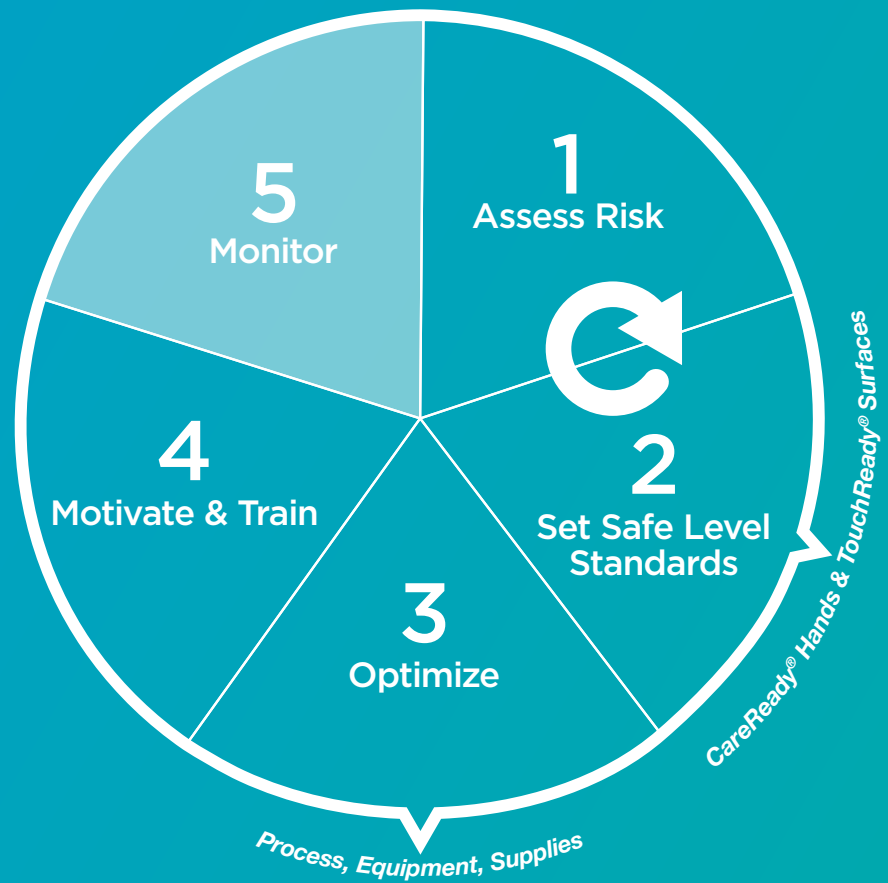 1
Assess Risk
2
Set Safe Level
Standards
CareReady® Hands & TouchReady® Surfaces
3
Optimize
Process, Equipment, Supplies
4
Motivate & Train
5
Monitor